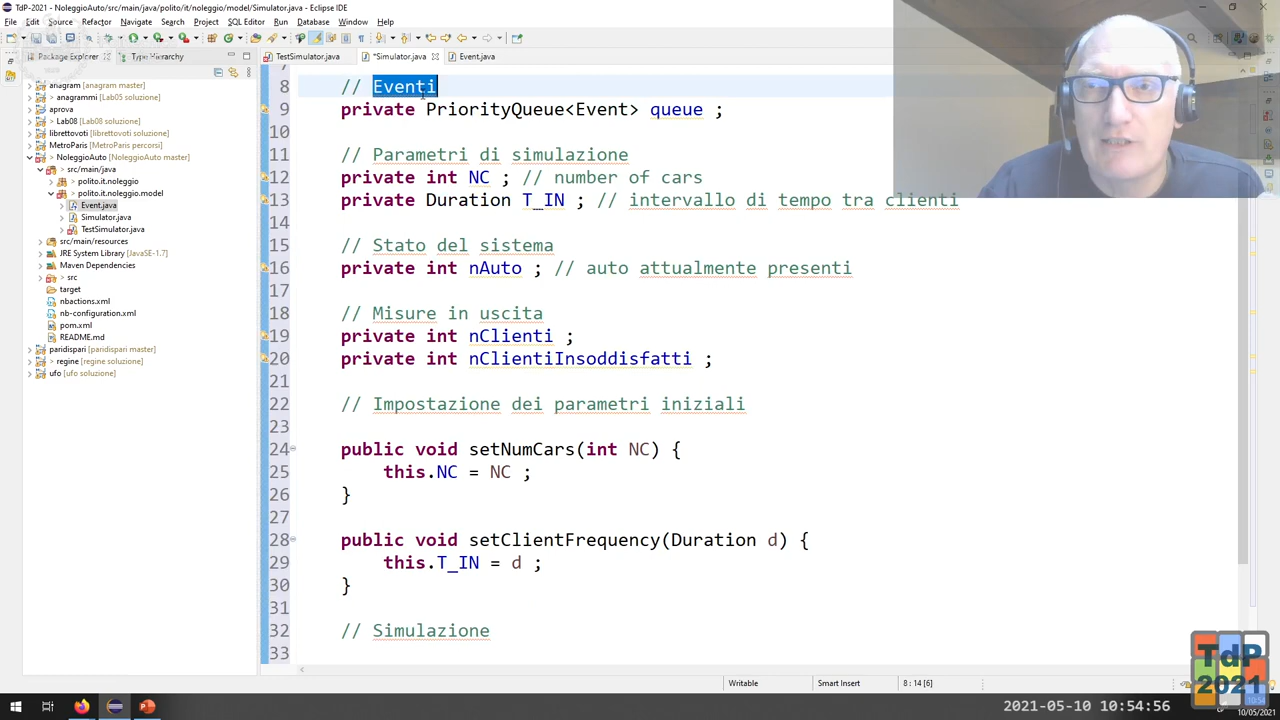 TdP-2021 - NoleggioAuto/src/main/java/polito/it/noleggio/model/Simulator.java - Eclipse IDE
File Edit Source Refactor Navigate Search Project SQL Editor Run Database Window Help
Package Explorer
Type Hierarchy
TestSimulator.java
*Simulator.java
Event.java
anagram (anagram master)
anagrammi (Lab05 soluzione)
aprova
Lab08 (Lab08 soluzione)
librettovoti (librettovoti soluzione)
MetroParis (MetroParis percorsi)
NoleggioAuto (NoleggioAuto master)
src/main/java
polito.it.noleggio
polito.it.noleggio.model
Event.java
Simulator.java
TestSimulator.java
src/main/resources
JRE System Library [JavaSE-1.7]
Maven Dependencies
src
target
nbactions.xml
nb-configuration.xml
pom.xml
README.md
paridispari (paridispari master)
regine (regine soluzione)
ufo (ufo soluzione)
8 // Eventi
9 private PriorityQueue<Event> queue ;
10
11 // Parametri di simulazione
12 private int NC ; // number of cars
13 private Duration T_IN ; // intervallo di tempo tra clienti
14
15 // Stato del sistema
16 private int nAuto ; // auto attualmente presenti
17
18 // Misure in uscita
19 private int nClienti ;
20 private int nClientiInsoddisfatti ;
21
22 // Impostazione dei parametri iniziali
23
24 public void setNumCars(int NC) {
25 this.NC = NC ;
26 }
27
28 public void setClientFrequency(Duration d) {
29 this.T_IN = d ;
30 }
31
32 // Simulazione
33
Writable
Smart Insert
8 : 14 [6]
TdP
2021
2021-05-10 10:54:56
10:54
10/05/2021